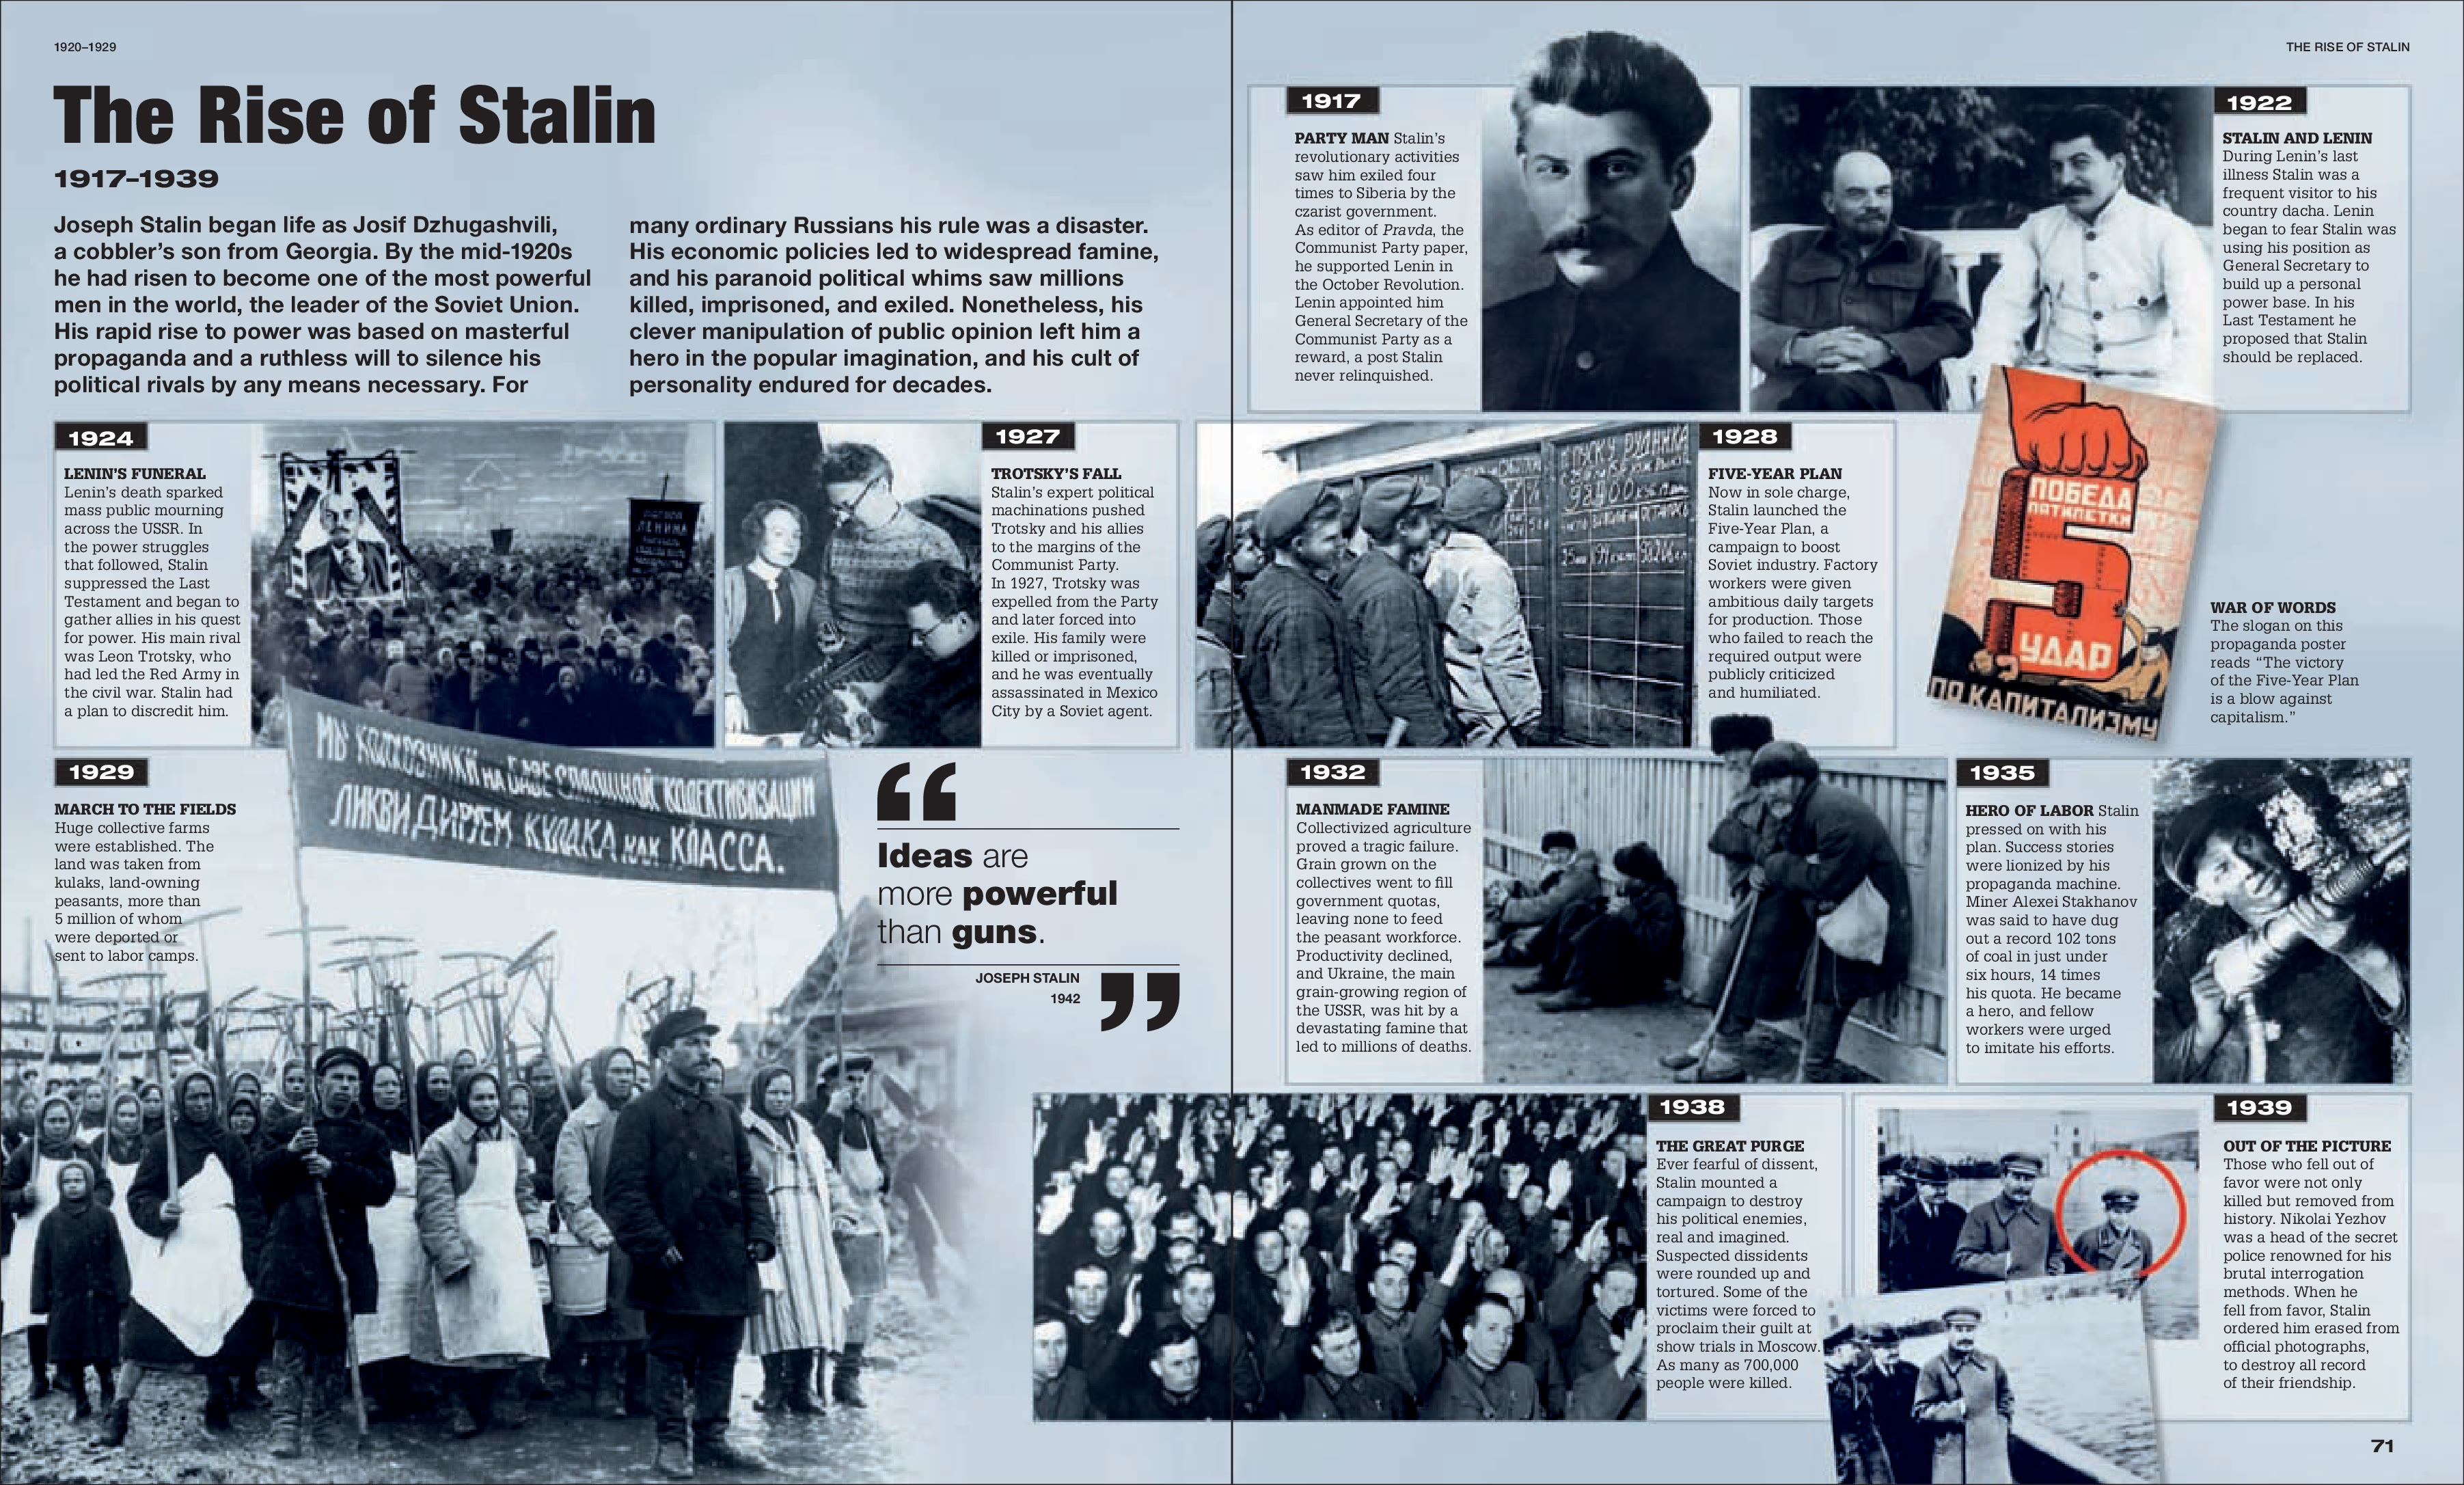 1920–1929
The Rise of Stalin
1917–1939
Joseph Stalin began life as Josif Dzhugashvili,
a cobbler’s son from Georgia. By the mid-1920s
he had risen to become one of the most powerful
men in the world, the leader of the Soviet Union.
His rapid rise to power was based on masterful
propaganda and a ruthless will to silence his
political rivals by any means necessary. For
many ordinary Russians his rule was a disaster.
His economic policies led to widespread famine,
and his paranoid political whims saw millions
killed, imprisoned, and exiled. Nonetheless, his
clever manipulation of public opinion left him a
hero in the popular imagination, and his cult of
personality endured for decades.
1924
LENIN’S FUNERAL
Lenin’s death sparked
mass public mourning
across the USSR. In
the power struggles
that followed, Stalin
suppressed the Last
Testament and began to
gather allies in his quest
for power. His main rival
was Leon Trotsky, who
had led the Red Army in
the civil war. Stalin had
a plan to discredit him.
ЛЕНИНА
1927
TROTSKY’S FALL
Stalin’s expert political
machinations pushed
Trotsky and his allies
to the margins of the
Communist Party.
In 1927, Trotsky was
expelled from the Party
and later forced into
exile. His family were
killed or imprisoned,
and he was eventually
assassinated in Mexico
City by a Soviet agent.
1929
MARCH TO THE FIELDS
Huge collective farms
were established. The
land was taken from
kulaks, land-owning
peasants, more than
5 million of whom
were deported or
sent to labor camps.
МЫ КОЛХОЗНИКИ НА БАЗЕ СПЛОШНОЙ КОЛЕКТИВИЗАЦИИ
ЛИКВИДИРУЕМ КУЛАКА КАК КЛАССА.
“
Ideas are
more powerful
than guns.
JOSEPH STALIN
1942
”
THE RISE OF STALIN
1917
PARTY MAN Stalin’s
revolutionary activities
saw him exiled four
times to Siberia by the
czarist government.
As editor of Pravda, the
Communist Party paper,
he supported Lenin in
the October Revolution.
Lenin appointed him
General Secretary of the
Communist Party as a
reward, a post Stalin
never relinquished.
1922
STALIN AND LENIN
During Lenin’s last
illness Stalin was a
frequent visitor to his
country dacha. Lenin
began to fear Stalin was
using his position as
General Secretary to
build up a personal
power base. In his
Last Testament he
proposed that Stalin
should be replaced.
РУДНИКА
98400
1928
FIVE-YEAR PLAN
Now in sole charge,
Stalin launched the
Five-Year Plan, a
campaign to boost
Soviet industry. Factory
workers were given
ambitious daily targets
for production. Those
who failed to reach the
required output were
publicly criticized
and humiliated.
ПОБЕДА
ПЯТИЛЕТКИ
5
УДАР
ПО КАПИТАЛИЗМУ
WAR OF WORDS
The slogan on this
propaganda poster
reads “The victory
of the Five-Year Plan
is a blow against
capitalism.”
1932
MANMADE FAMINE
Collectivized agriculture
proved a tragic failure.
Grain grown on the
collectives went to fill
government quotas,
leaving none to feed
the peasant workforce.
Productivity declined,
and Ukraine, the main
grain-growing region of
the USSR, was hit by a
devastating famine that
led to millions of deaths.
1935
HERO OF LABOR Stalin
pressed on with his
plan. Success stories
were lionized by his
propaganda machine.
Miner Alexei Stakhanov
was said to have dug
out a record 102 tons
of coal in just under
six hours, 14 times
his quota. He became
a hero, and fellow
workers were urged
to imitate his efforts.
1938
THE GREAT PURGE
Ever fearful of dissent,
Stalin mounted a
campaign to destroy
his political enemies,
real and imagined.
Suspected dissidents
were rounded up and
tortured. Some of the
victims were forced to
proclaim their guilt at
show trials in Moscow.
As many as 700,000
people were killed.
1939
OUT OF THE PICTURE
Those who fell out of
favor were not only
killed but removed from
history. Nikolai Yezhov
was a head of the secret
police renowned for his
brutal interrogation
methods. When he
fell from favor, Stalin
ordered him erased from
official photographs,
to destroy all record
of their friendship.
71